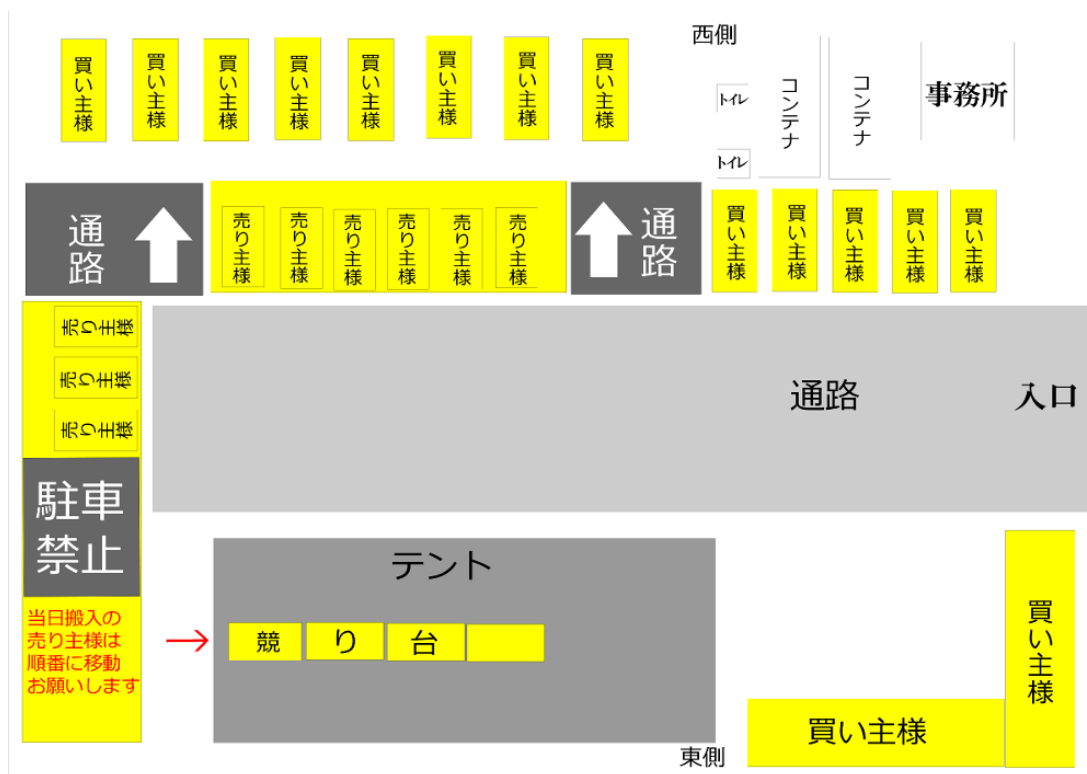 西側
買い主様
買い主様
買い主様
買い主様
買い主様
買い主様
買い主様
買い主様
トイレ
トイレ
コンテナ
コンテナ
事務所
通路
売り主様
売り主様
売り主様
売り主様
売り主様
売り主様
通路
買い主様
買い主様
買い主様
買い主様
買い主様
売り主様
売り主様
売り主様
通路
入口
駐車
禁止
当日搬入の
売り主様は
順番に移動
お願いします
テント
競り台
買い主様
買い主様
東側